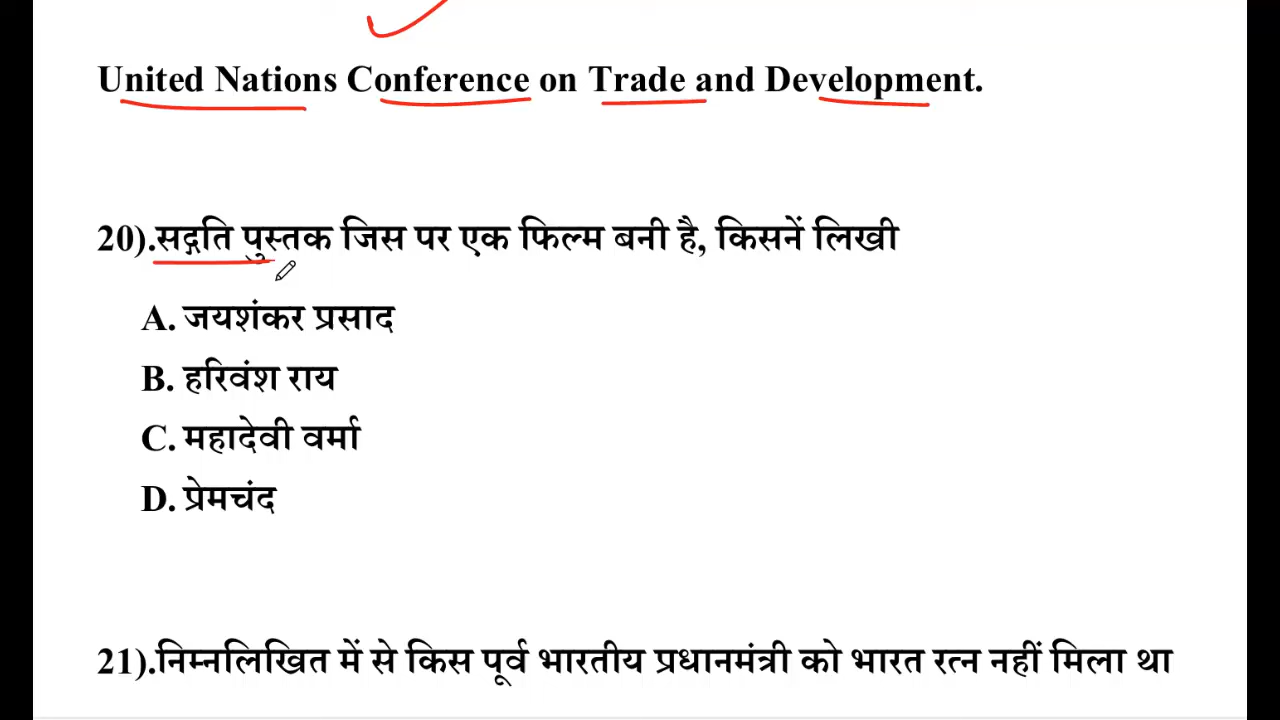 United Nations Conference on Trade and Development.
20).सद्गति पुस्तक जिस पर एक फिल्म बनी है, किसनें लिखी
A. जयशंकर प्रसाद
B. हरिवंश राय
C. महादेवी वर्मा
D. प्रेमचंद
21).निम्नलिखित में से किस पूर्व भारतीय प्रधानमंत्री को भारत रत्न नहीं मिला था